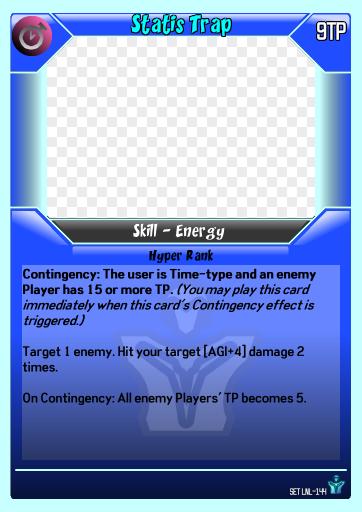 Statis Trap
9TP
Skill - Energy
Hyper Rank
Contingency: The user is Time-type and an enemy
Player has 15 or more TP. (You may play this card
immediately when this card's Contingency effect is
triggered.)
Target 1 enemy. Hit your target [AGI+4] damage 2
times.
On Contingency: All enemy Players' TP becomes 5.
SET LNL-144